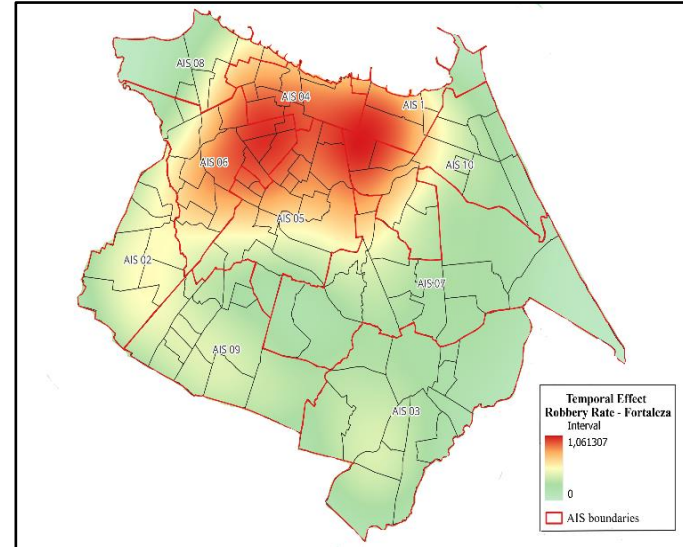 AIS 08
AIS 04
AIS 1
AIS 06
AIS 10
AIS 05
AIS 02
AIS 07
AIS 09
AIS 03
Temporal Effect
Robbery Rate - Fortaleza
Interval
1,061307
0
AIS boundaries